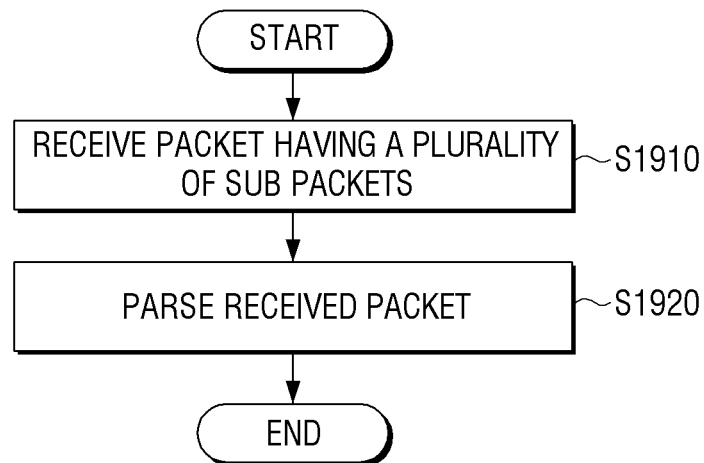 START
RECEIVE PACKET HAVING A PLURALITY
OF SUB PACKETS
S1910
PARSE RECEIVED PACKET
S1920
END